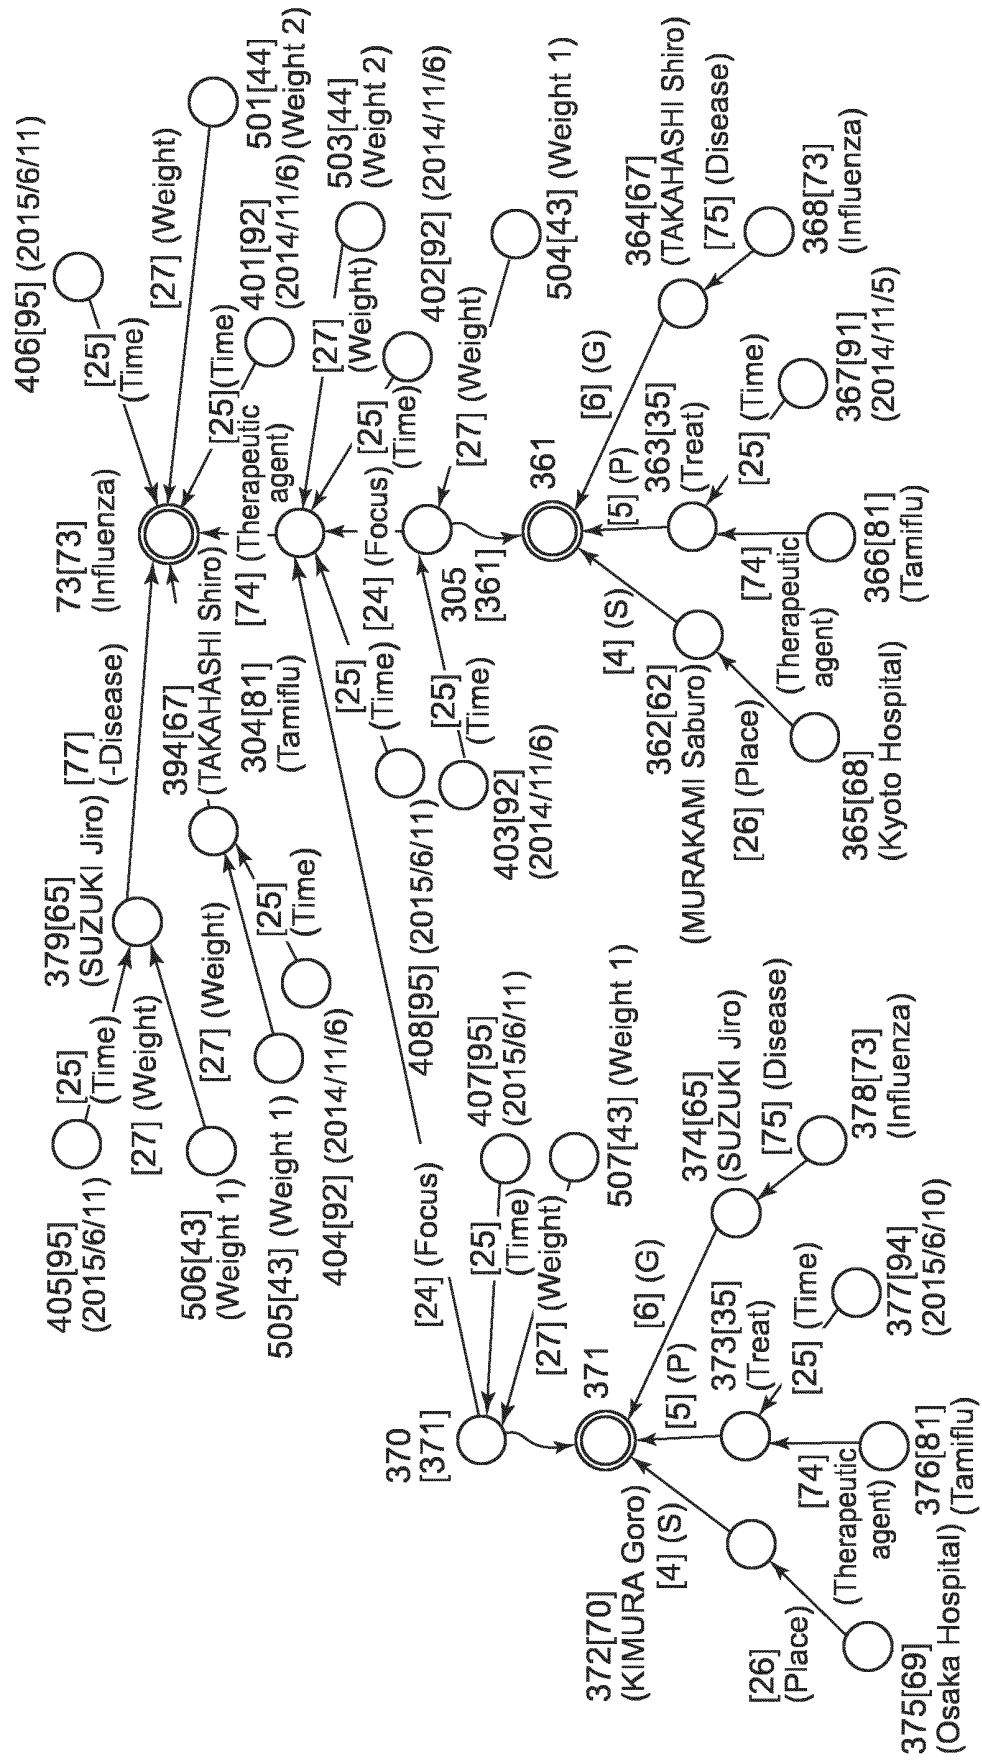 406[95] (2015/6/11)
[25]
(Time)
[27] (Weight)
501[44]
(Weight 2)
73[73]
(Influenza)
[25](Time)
401[92]
(2014/11/6)
503[44]
(Weight 2)
379[65]
(SUZUKI Jiro)
[77]
(-Disease)
405[95]
(2015/6/11)
[25]
(Time)
[27] (Weight)
506[43]
(Weight 1)
394[67]
(TAKAHASHI Shiro)
[27] (Weight)
[25]
(Time)
505[43] (Weight 1)
404[92] (2014/11/6)
[74] (Therapeutic
agent)
304[81]
(Tamiflu)
[27]
(Weight)
[25]
(Time)
402[92] (2014/11/6)
[25]
(Time)
408[95] (2015/6/11)
[24] (Focus)
305
[361]
[27] (Weight)
504[43] (Weight 1)
[25]
(Time)
403[92]
(2014/11/6)
361
[6] (G)
364[67]
(TAKAHASHI Shiro)
[75] (Disease)
368[73]
(Influenza)
[5] (P)
363[35]
(Treat)
[25] (Time)
367[91]
(2014/11/5)
[74]
(Therapeutic
agent)
366[81]
(Tamiflu)
[4] (S)
362[62]
(MURAKAMI Saburo)
[26] (Place)
365[68]
(Kyoto Hospital)
[24] (Focus)
407[95]
(2015/6/11)
[25]
(Time)
[27] (Weight)
507[43] (Weight 1)
370
[371]
371
[6] (G)
374[65]
(SUZUKI Jiro)
[75] (Disease)
378[73]
(Influenza)
[5] (P)
373[35]
(Treat)
[25] (Time)
377[94]
(2015/6/10)
[74]
(Therapeutic
agent)
376[81]
(Tamiflu)
372[70]
(KIMURA Goro)
[4] (S)
[26]
(Place)
375[69]
(Osaka Hospital)